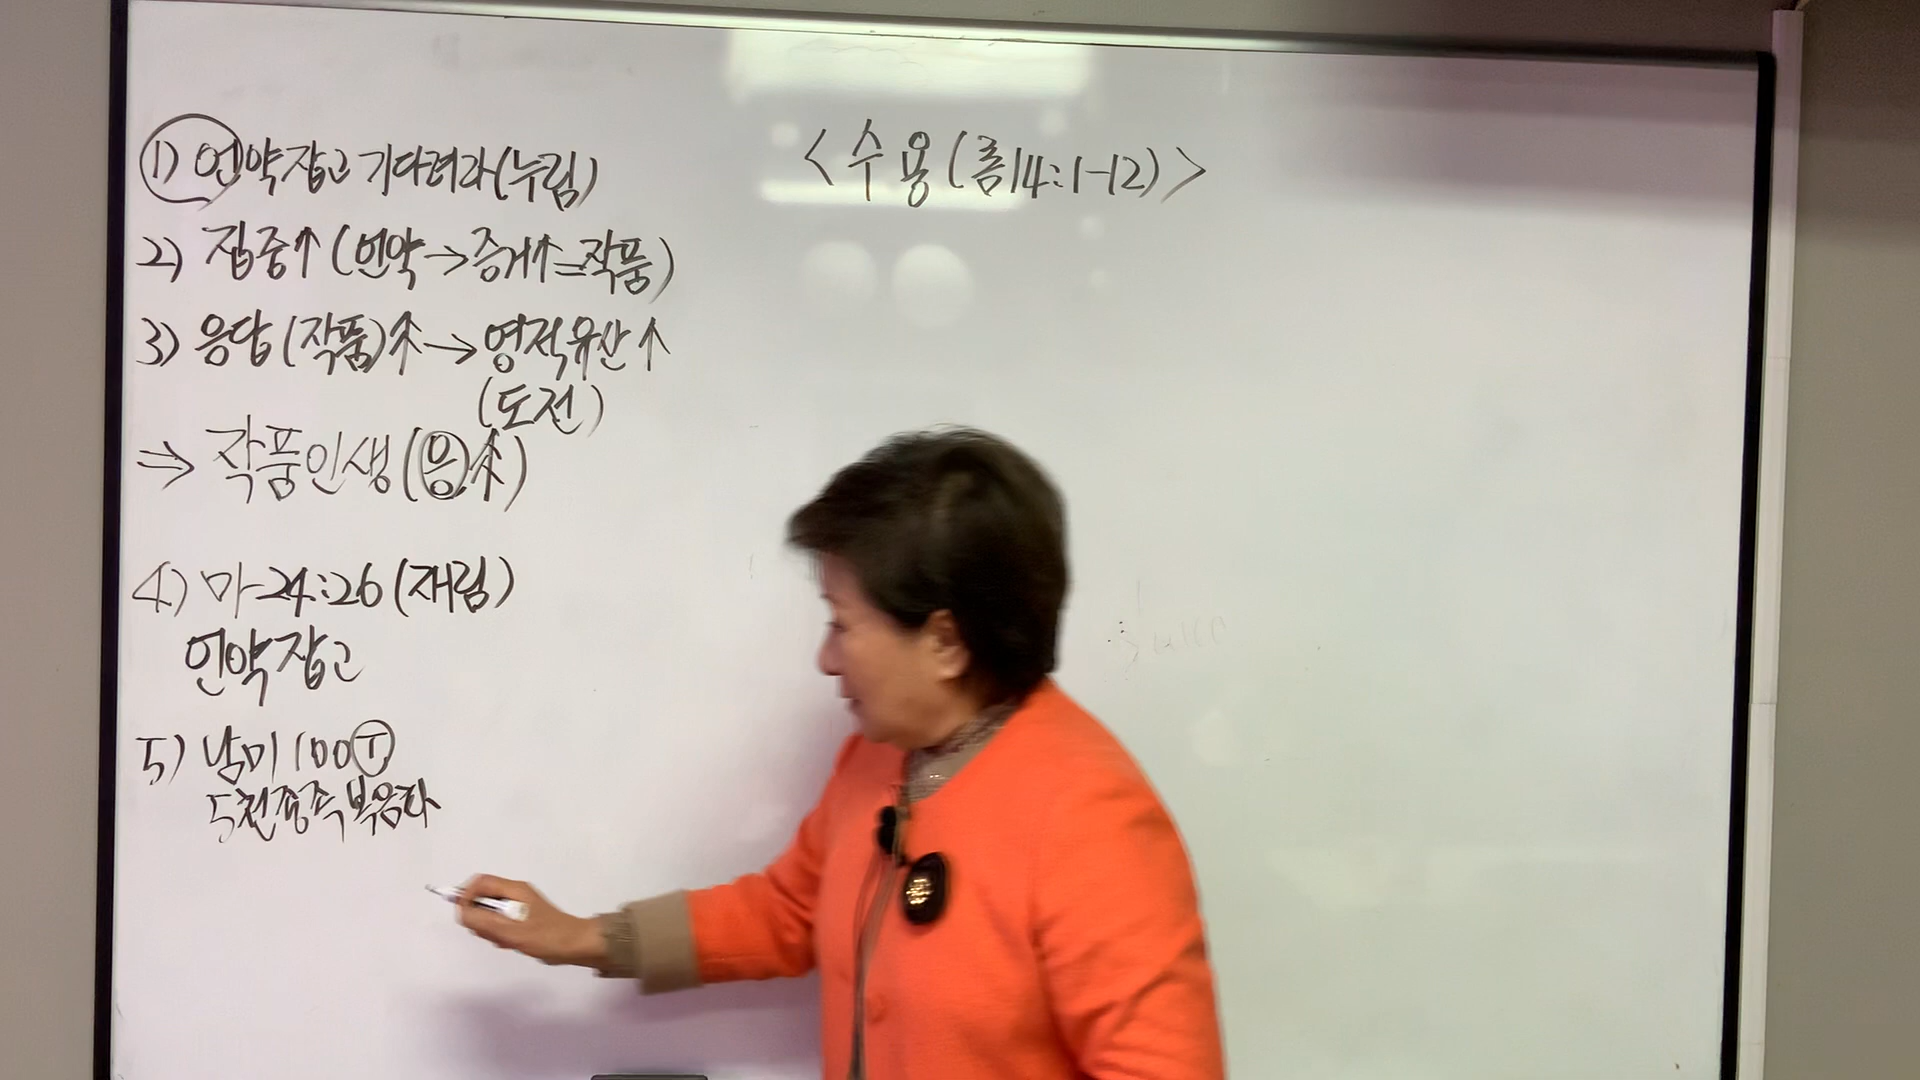 1) 언약잡고 기다려라(누림)
2) 집중↑ (언약→증거↑=작품)
3) 응답(작품)↑→영적유산↑
(도전)
⇒ 작품인생(응↑)
4) 마24:26(재림)
언약잡고
5) 남미 100T
5천종족복음화
<수용(롬14:1-12)>